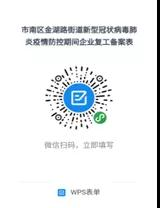 市南区金湖路街道新型冠状病毒肺
炎疫情防控期间企业复工备案表
微信扫码，立即填写
WPS表单